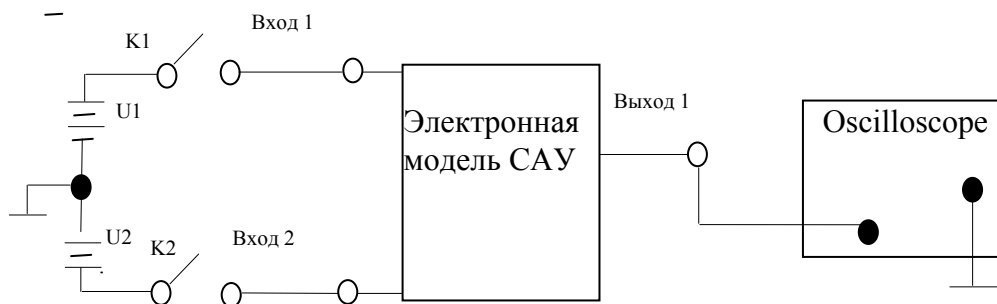 Вход 1
K1
U1
Выход 1
Электронная
модель САУ
Oscilloscope
U2
K2
Вход 2